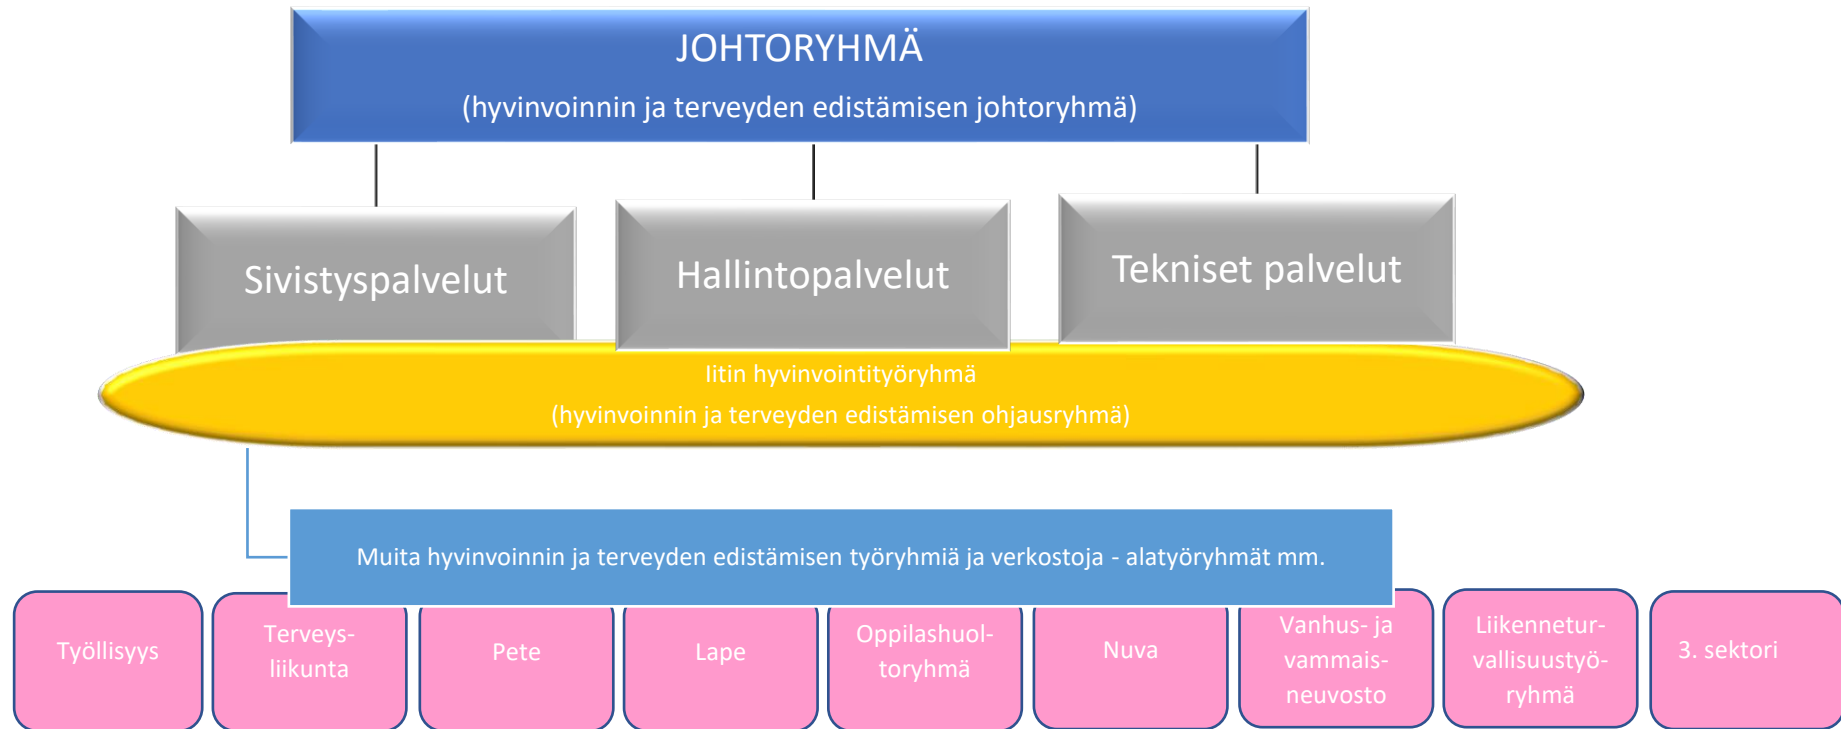 JOHTORYHMÄ
(hyvinvoinnin ja terveyden edistämisen johtoryhmä)
Sivistyspalvelut
Hallintopalvelut
Tekniset palvelut
Iitin hyvinvointityöryhmä
(hyvinvoinnin ja terveyden edistämisen ohjausryhmä)
Muita hyvinvoinnin ja terveyden edistämisen työryhmiä ja verkostoja - alatyöryhmät mm.
Työllisyys
Terveys-
liikunta
Pete
Lape
Oppilashuol-
toryhmä
Nuva
Vanhus- ja
vammais-
neuvosto
Liikennetur-
vallisuustyö-
ryhmä
3. sektori